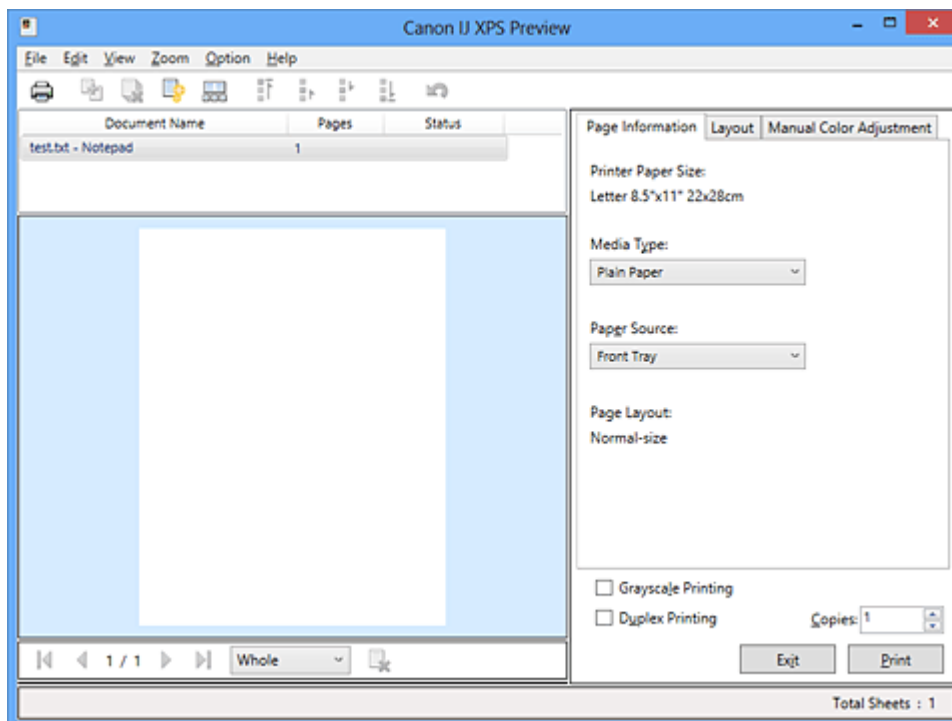 Canon IJ XPS Preview
File Edit View Zoom Option Help
Document Name Pages Status
test.txt - Notepad 1
Page Information Layout Manual Color Adjustment
Printer Paper Size:
Letter 8.5"x11" 22x28cm
Media Type:
Plain Paper
Paper Source:
Front Tray
Page Layout:
Normal-size
Grayscale Printing
Duplex Printing Copies: 1
1 / 1 Whole Exit Print
Total Sheets : 1